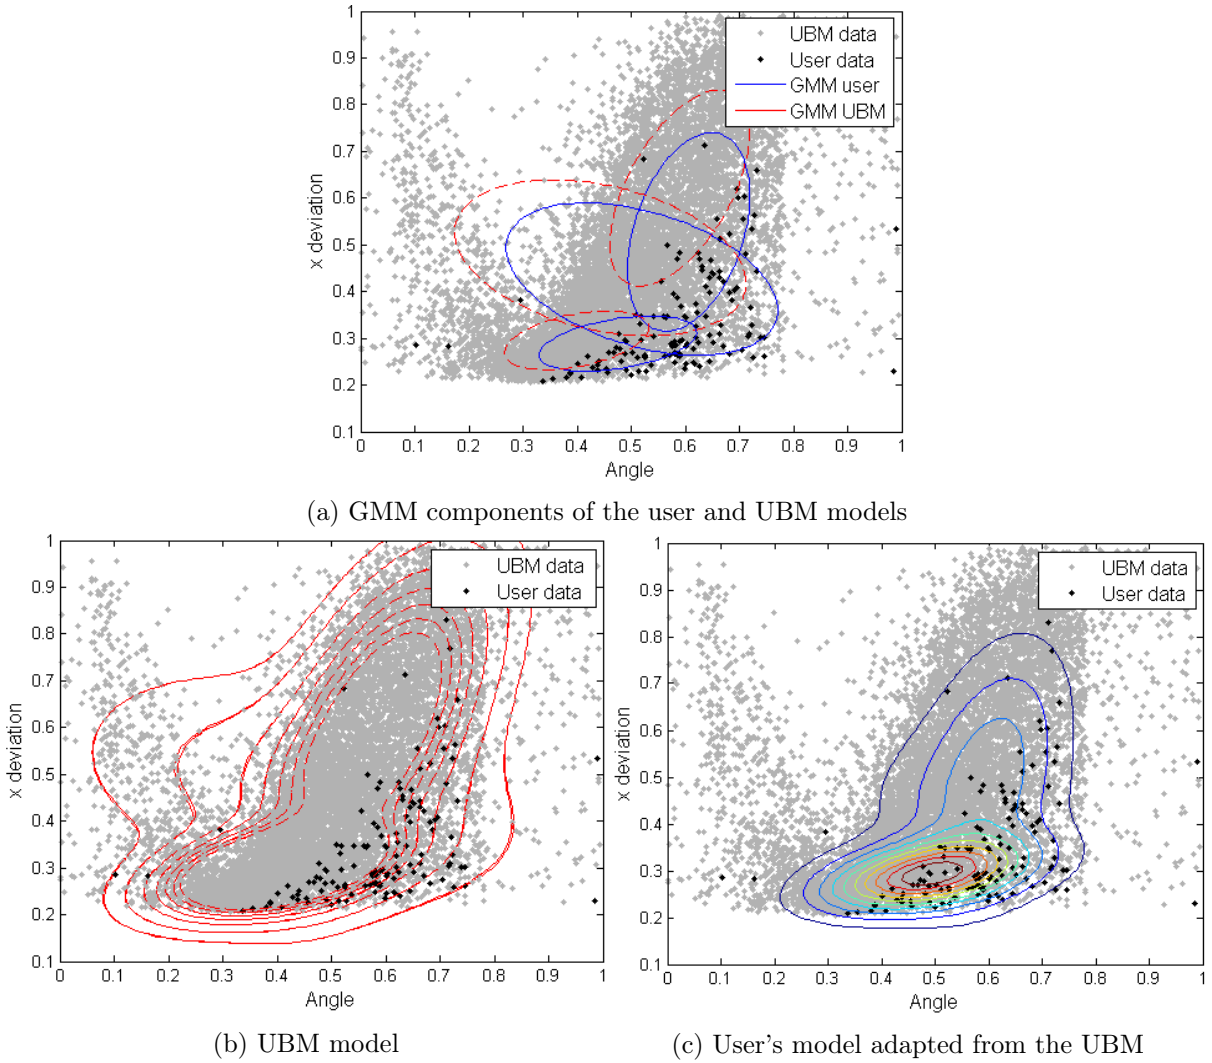 1
0.9
0.8
0.7
0.6
0.5
0.4
0.3
0.2
0.1
x deviation
UBM data
User data
GMM user
GMM UBM
0 0.1 0.2 0.3 0.4 0.5 0.6 0.7 0.8 0.9 1
Angle
(a) GMM components of the user and UBM models
1
0.9
0.8
0.7
0.6
0.5
0.4
0.3
0.2
0.1
x deviation
UBM data
User data
0 0.1 0.2 0.3 0.4 0.5 0.6 0.7 0.8 0.9 1
Angle
(b) UBM model
1
0.9
0.8
0.7
0.6
0.5
0.4
0.3
0.2
0.1
x deviation
UBM data
User data
0 0.1 0.2 0.3 0.4 0.5 0.6 0.7 0.8 0.9 1
Angle
(c) User's model adapted from the UBM